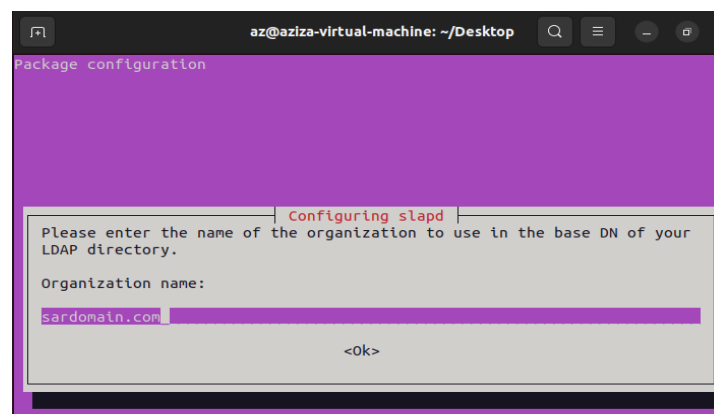 az@aziza-virtual-machine: ~/Desktop
Package configuration
Configuring slapd
Please enter the name of the organization to use in the base DN of your
LDAP directory.
Organization name:
sardomain.com
<Ok>